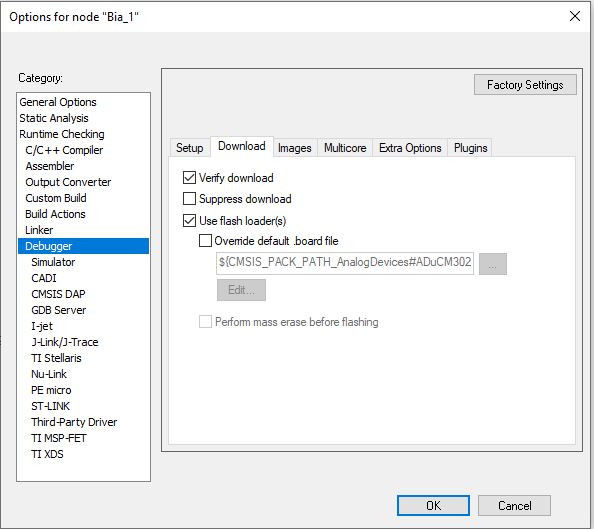 Options for node "Bia_1"
Category:
Factory Settings
General Options
Static Analysis
Runtime Checking
C/C++ Compiler
Assembler
Output Converter
Custom Build
Build Actions
Linker
Debugger
Simulator
CADI
CMSIS DAP
GDB Server
I-jet
J-Link/J-Trace
TI Stellaris
Nu-Link
PE micro
ST-LINK
Third-Party Driver
TI MSP-FET
TI XDS
Setup Download Images Multicore Extra Options Plugins
Verify download
Suppress download
Use flash loader(s)
Override default .board file
${CMSIS_PACK_PATH_AnalogDevices#ADuCM302 ...
Edit...
Perform mass erase before flashing
OK Cancel